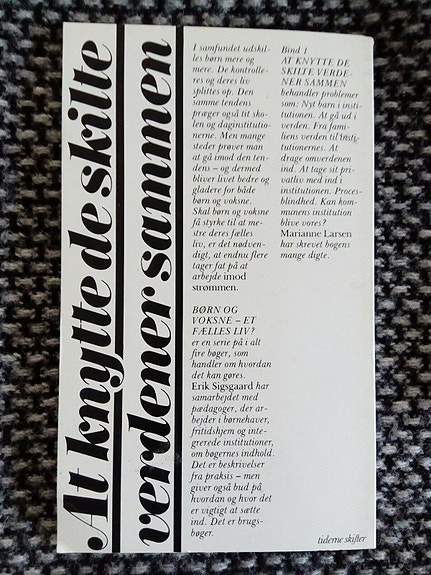 At knytte de skilte
verdener sammen
I samfundet udskil-
les børn mere og
mere. De kontrolle-
res og deres liv
splittes op. Den
samme tendens
præger også tit sko-
len og daginstitutio-
nerne. Men mange
steder prøver man
at gå imod den ten-
dens – og dermed
bliver livet bedre og
gladere for både
børn og voksne.
Skal børn og voksne
få styrke til at me-
stre deres fælles
liv, er det nødven-
digt, at endnu flere
tager fat på at
arbejde imod
strømmen.
BØRN OG
VOKSNE – ET
FÆLLES LIV?
er en serie på i alt
fire bøger, som
handler om hvordan
det kan gøres.
Erik Sigsgaard har
samarbejdet med
pædagoger, der ar-
bejder i børnehaver,
fritidshjem og inte-
grerede institutioner,
om bøgernes indhold.
Det er beskrivelser
fra praksis – men
giver også bud på
hvordan og hvor det
er vigtigt at sætte
ind. Det er brugs-
bøger.
Bind 1
AT KNYTTE DE
SKILTE VERDE-
NER SAMMEN
behandler problemer
som: Nyt barn i insti-
tutionen. At gå ud i
verden. Fra fami-
liens verden til insti-
tutionernes. At
drage omverdenen
ind. At tage sit pri-
vatliv med ind i
institutionen. Proces-
blindhed. Kan kom-
munens institution
blive vores?
Marianne Larsen
har skrevet bogens
mange digte.
tiderne skifter